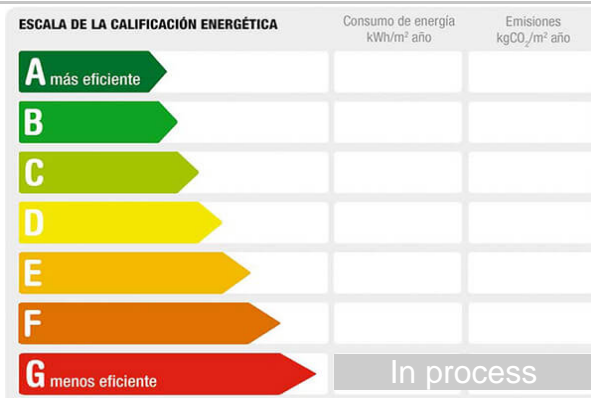 ESCALA DE LA CALIFICACIÓN ENERGÉTICA
Consumo de energía
kWh/m² año
Emisiones
kgCO₂/m² año
A más eficiente
B
C
D
E
F
G menos eficiente
In process